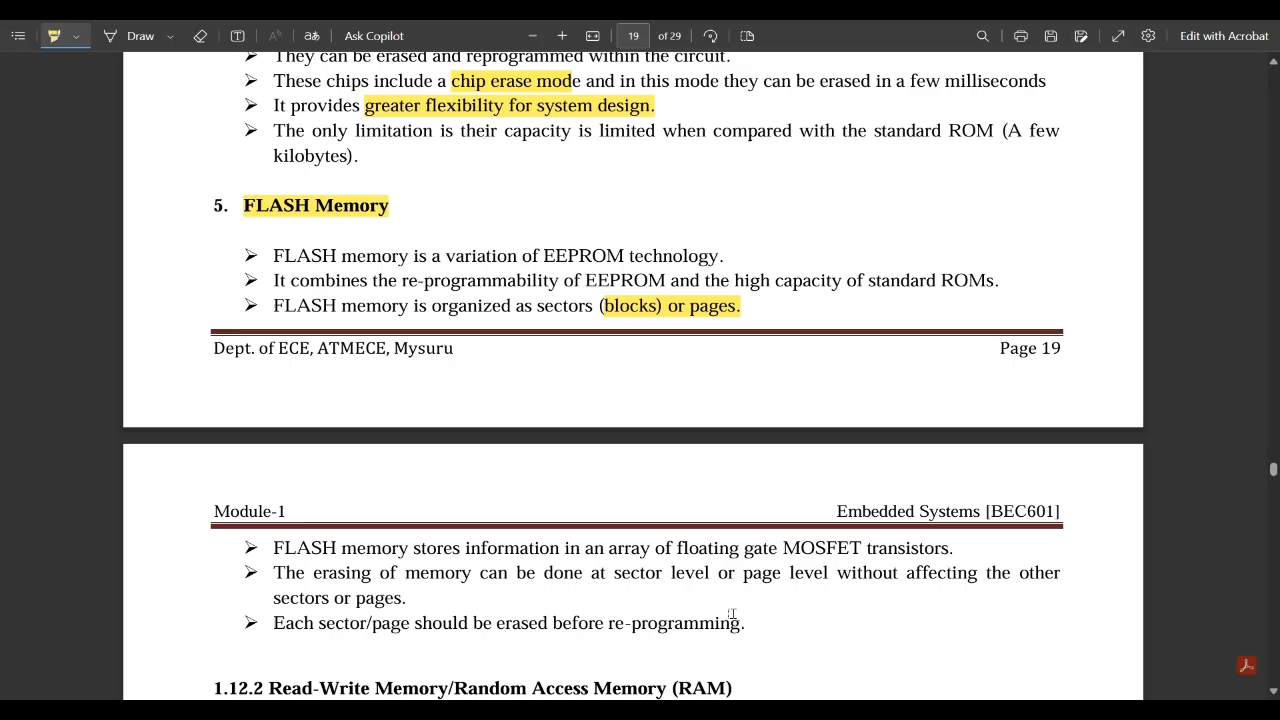 Draw
aあ
Ask Copilot
19
of 29
Edit with Acrobat
They can be erased and reprogrammed within the circuit.
These chips include a chip erase mode and in this mode they can be erased in a few milliseconds
It provides greater flexibility for system design.
The only limitation is their capacity is limited when compared with the standard ROM (A few
kilobytes).
5. FLASH Memory
FLASH memory is a variation of EEPROM technology.
It combines the re-programmability of EEPROM and the high capacity of standard ROMs.
FLASH memory is organized as sectors (blocks) or pages.
Dept. of ECE, ATMECE, Mysuru Page 19
Module-1 Embedded Systems [BEC601]
FLASH memory stores information in an array of floating gate MOSFET transistors.
The erasing of memory can be done at sector level or page level without affecting the other
sectors or pages.
Each sector/page should be erased before re-programming.
1.12.2 Read-Write Memory/Random Access Memory (RAM)